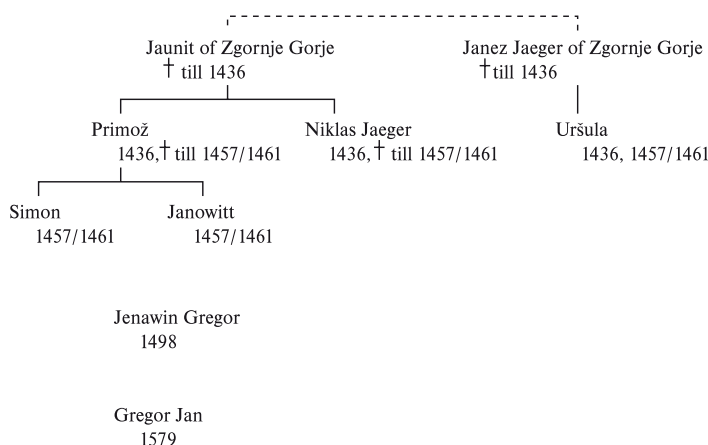 Jaunit of Zgornje Gorje
† till 1436
Janez Jaeger of Zgornje Gorje
† till 1436
Primož
1436, † till 1457/1461
Niklas Jaeger
1436, † till 1457/1461
Uršula
1436, 1457/1461
Simon
1457/1461
Janowitt
1457/1461
Jenawin Gregor
1498
Gregor Jan
1579